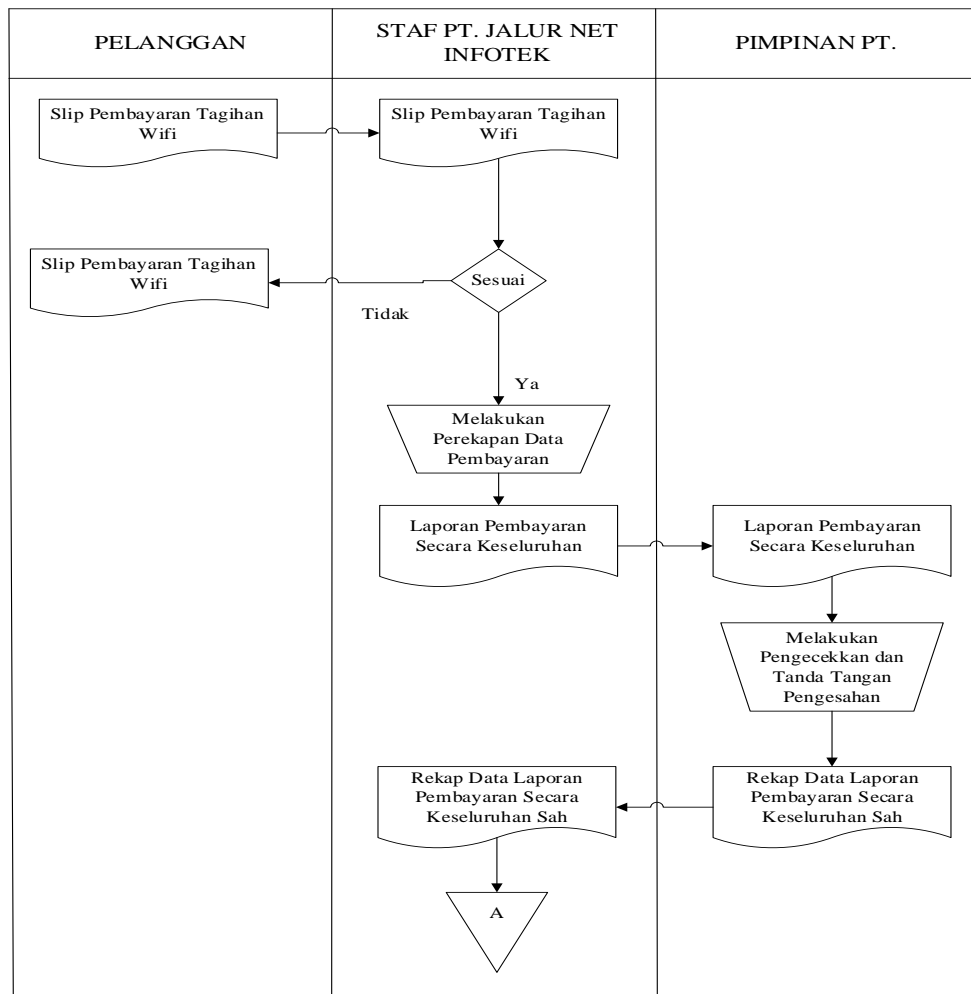 PELANGGAN
STAF PT. JALUR NET
INFOTEK
PIMPINAN PT.
Slip Pembayaran Tagihan
Wifi
Slip Pembayaran Tagihan
Wifi
Slip Pembayaran Tagihan
Wifi
Sesuai
Tidak
Ya
Melakukan
Perekapan Data
Pembayaran
Laporan Pembayaran
Secara Keseluruhan
Laporan Pembayaran
Secara Keseluruhan
Melakukan
Pengecekkan dan
Tanda Tangan
Pengesahan
Rekap Data Laporan
Pembayaran Secara
Keseluruhan Sah
Rekap Data Laporan
Pembayaran Secara
Keseluruhan Sah
A